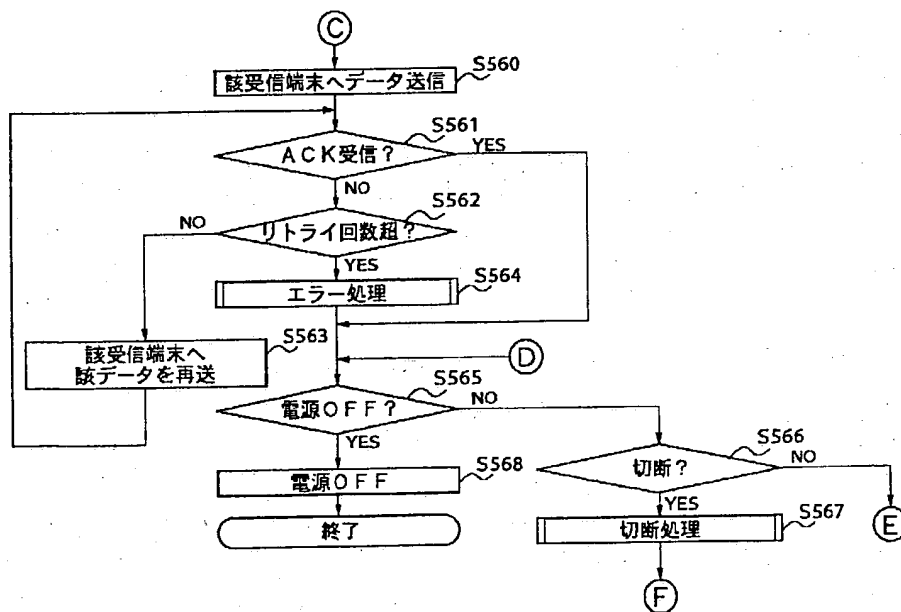 C
S560
該受信端末へデータ送信
S561
ACK受信?
YES
NO
S562
リトライ回数超?
NO
YES
エラー処理
S564
S563
該受信端末へ
該データを再送
D
S565
電源OFF?
NO
YES
S566
切断?
NO
YES
S568
電源OFF
S567
切断処理
E
終了
F